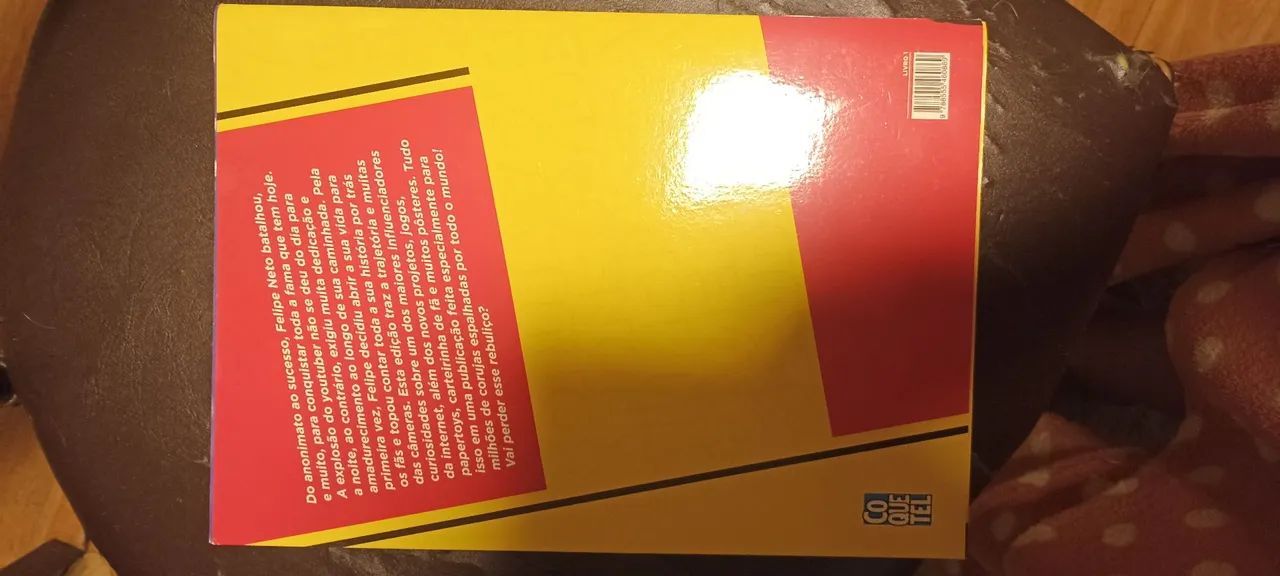 Do anonimato ao sucesso, Felipe Neto batalhou,
e muito, para conquistar toda a fama que tem hoje.
A explosão do youtuber não se deu do dia para
a noite, ao contrário, exigiu muita dedicação e
amadurecimento ao longo de sua caminhada. Pela
primeira vez, Felipe decidiu abrir a sua vida para
os fãs e topou contar toda a sua história por trás
das câmeras. Esta edição traz a trajetória e muitas
curiosidades sobre um dos maiores influenciadores
da internet, além dos novos projetos, jogos,
papertoys, carteirinha de fã e muitos pôsteres. Tudo
isso em uma publicação feita especialmente para
milhões de corujas espalhadas por todo o mundo!
Vai perder esse rebuliço?
LIVRO 1
CO
QUE
TEL